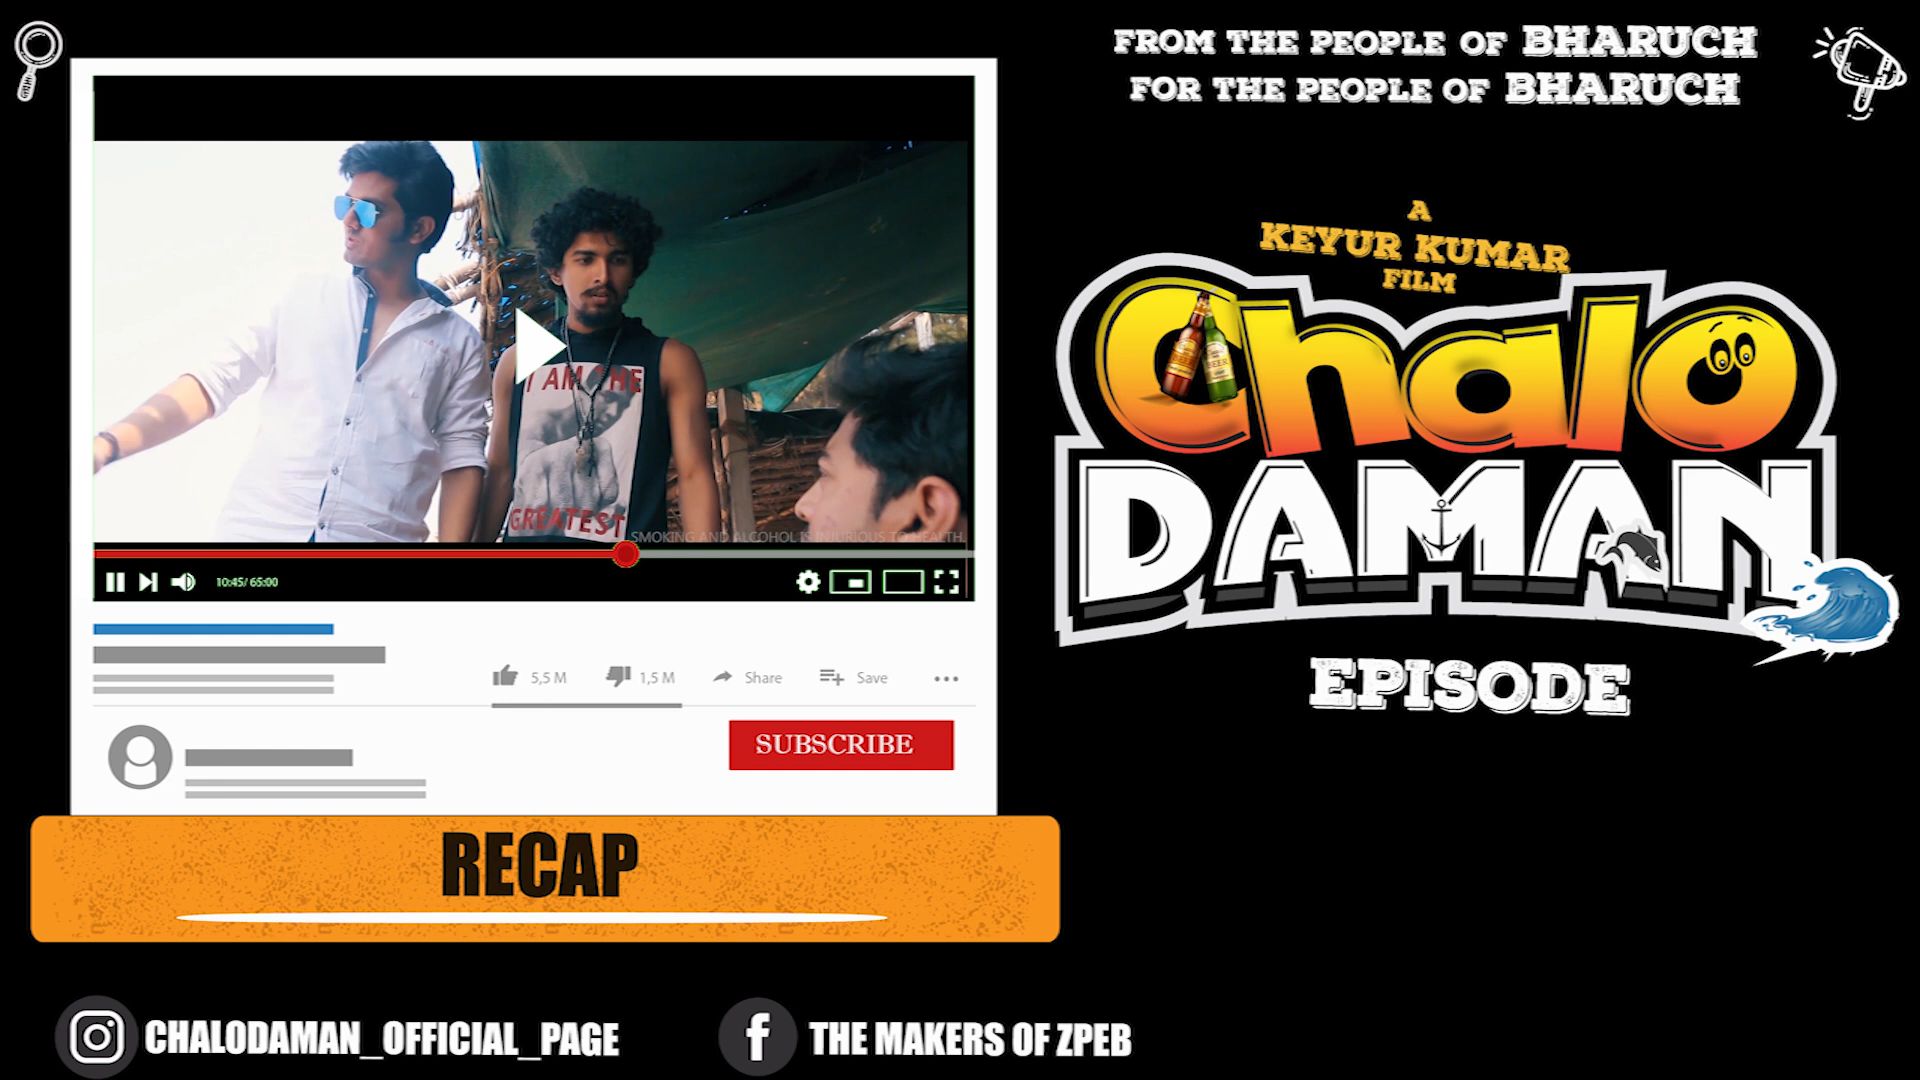 FROM THE PEOPLE OF BHARUCH
FOR THE PEOPLE OF BHARUCH
A
KEYUR KUMAR
FILM
Chalo
DAMAN
EPISODE
I AM THE
GREATEST
SMOKING AND ALCOHOL IS INJURIOUS TO HEALTH.
10:45/ 65:00
5,5 M
1,5 M
Share
Save
SUBSCRIBE
RECAP
CHALODAMAN_OFFICIAL_PAGE
THE MAKERS OF ZPEB